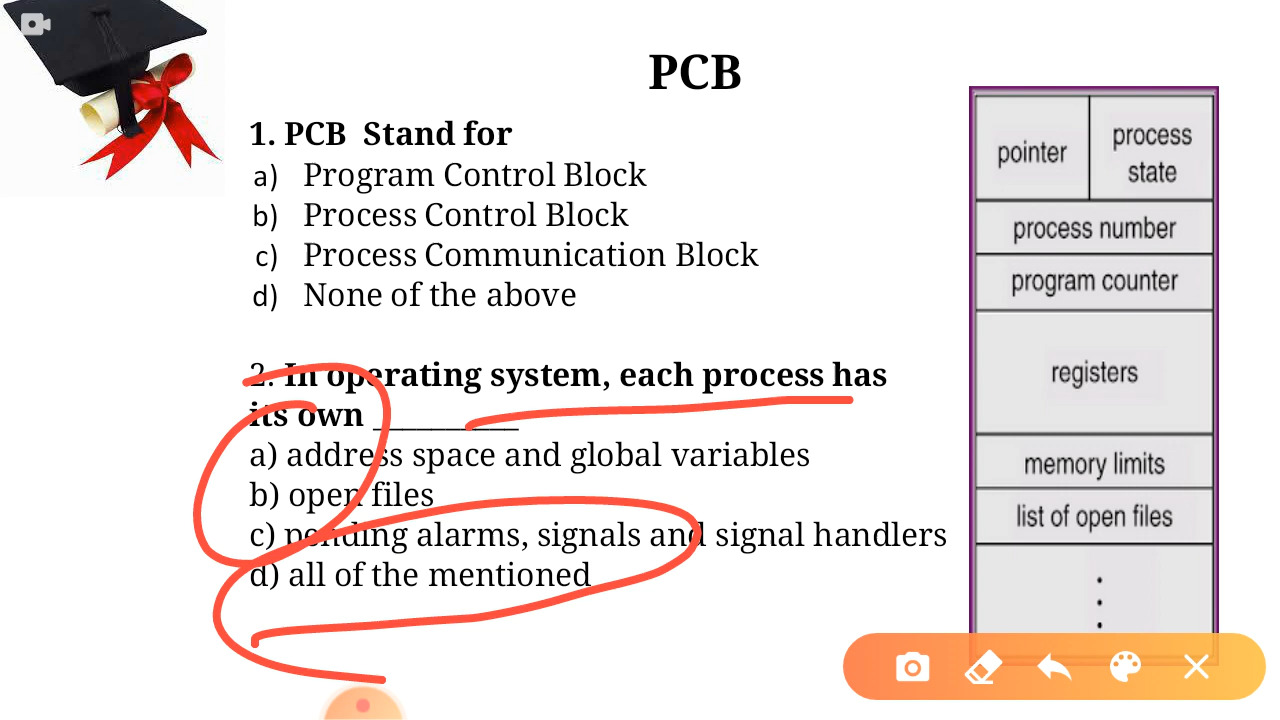 PCB
1. PCB Stand for
a) Program Control Block
b) Process Control Block
c) Process Communication Block
d) None of the above
2. In operating system, each process has
its own __________
a) address space and global variables
b) open files
c) pending alarms, signals and signal handlers
d) all of the mentioned
pointer
process
state
process number
program counter
registers
memory limits
list of open files